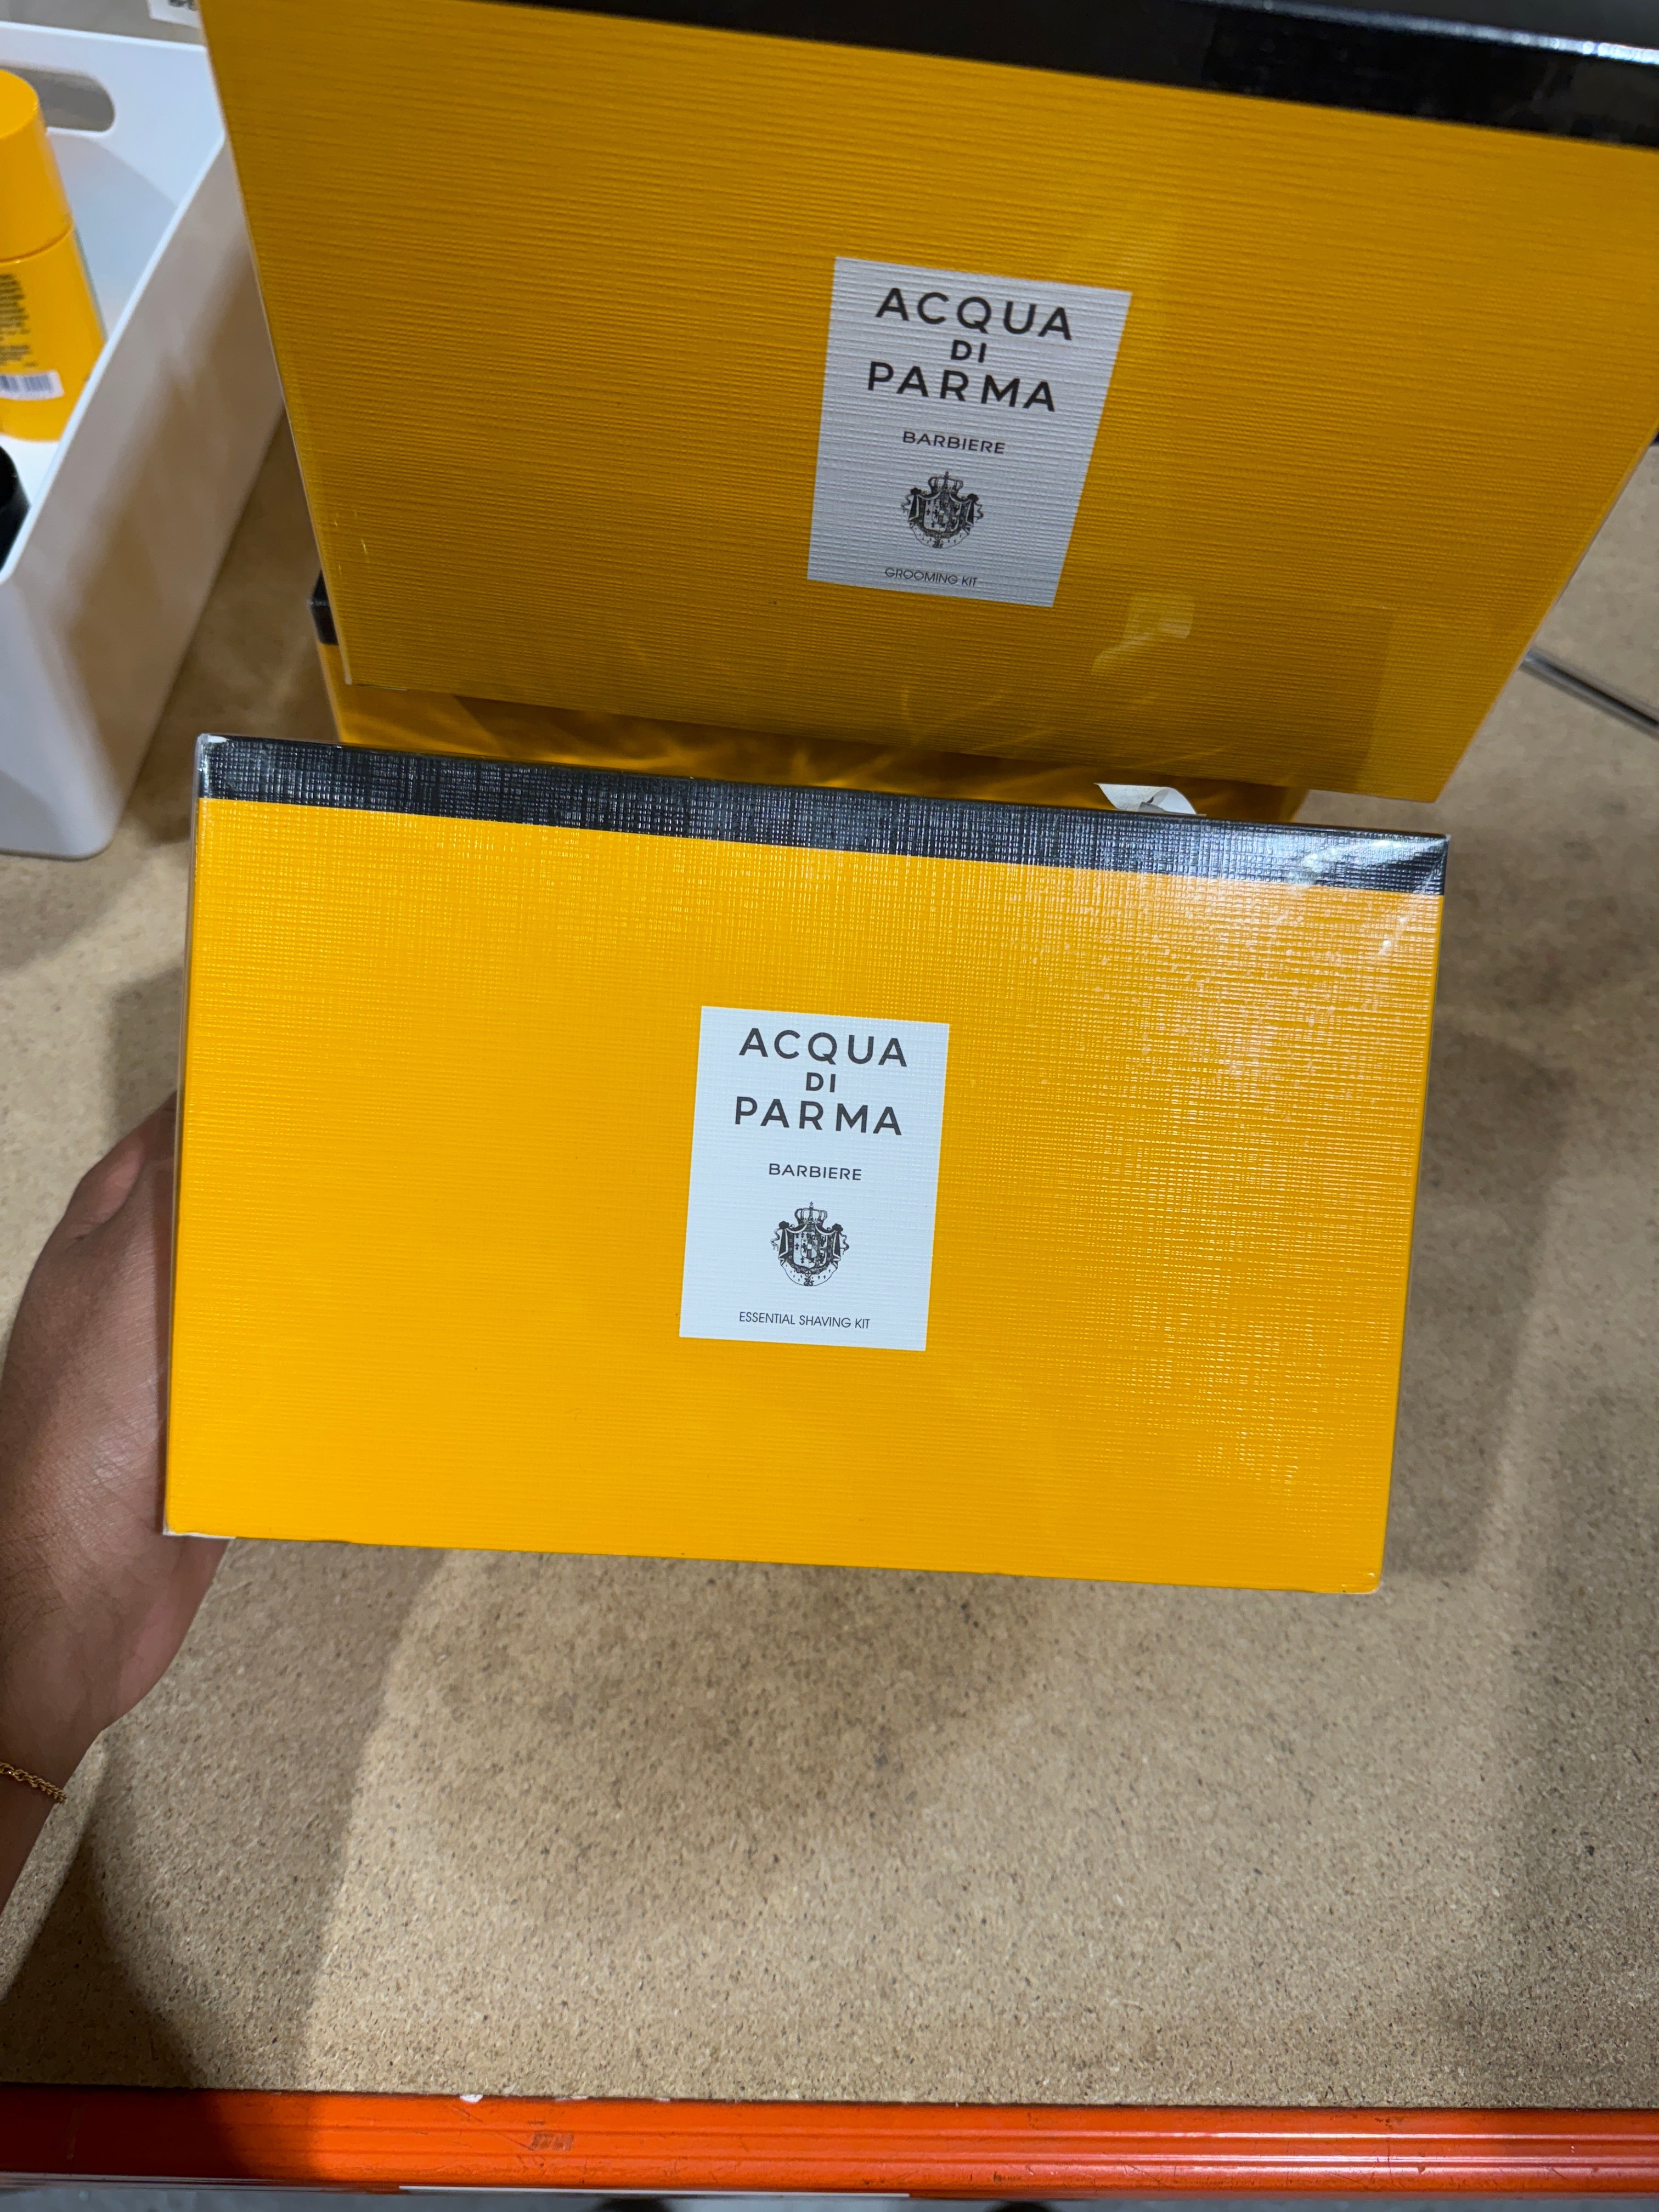 ACQUA
DI
PARMA
BARBIERE
GROOMING KIT
ACQUA
DI
PARMA
BARBIERE
ESSENTIAL SHAVING KIT